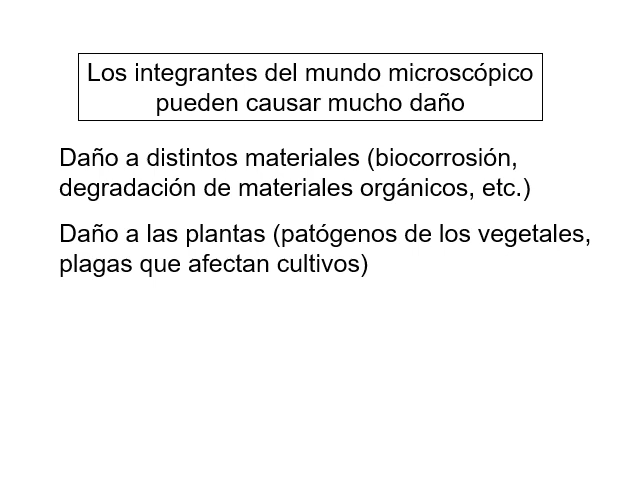 Los integrantes del mundo microscópico
pueden causar mucho daño
Daño a distintos materiales (biocorrosión,
degradación de materiales orgánicos, etc.)
Daño a las plantas (patógenos de los vegetales,
plagas que afectan cultivos)